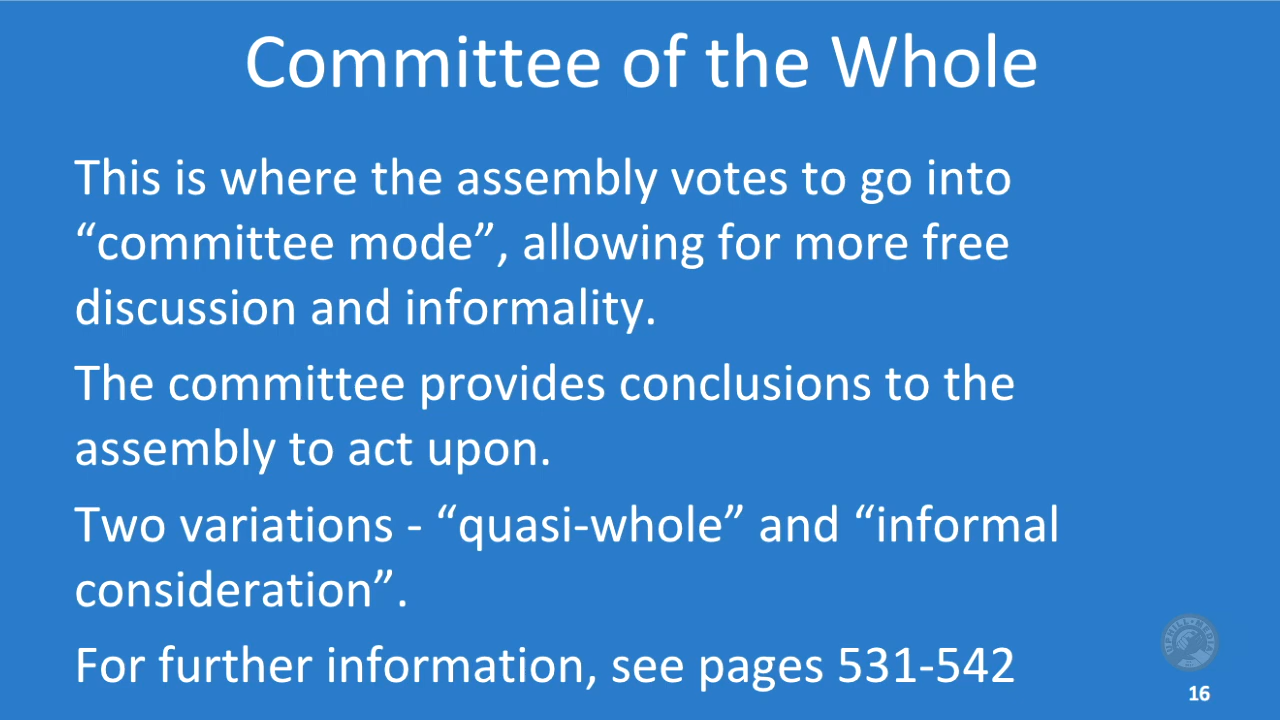 Committee of the Whole
This is where the assembly votes to go into
“committee mode”, allowing for more free
discussion and informality.
The committee provides conclusions to the
assembly to act upon.
Two variations - “quasi-whole” and “informal
consideration”.
For further information, see pages 531-542
16